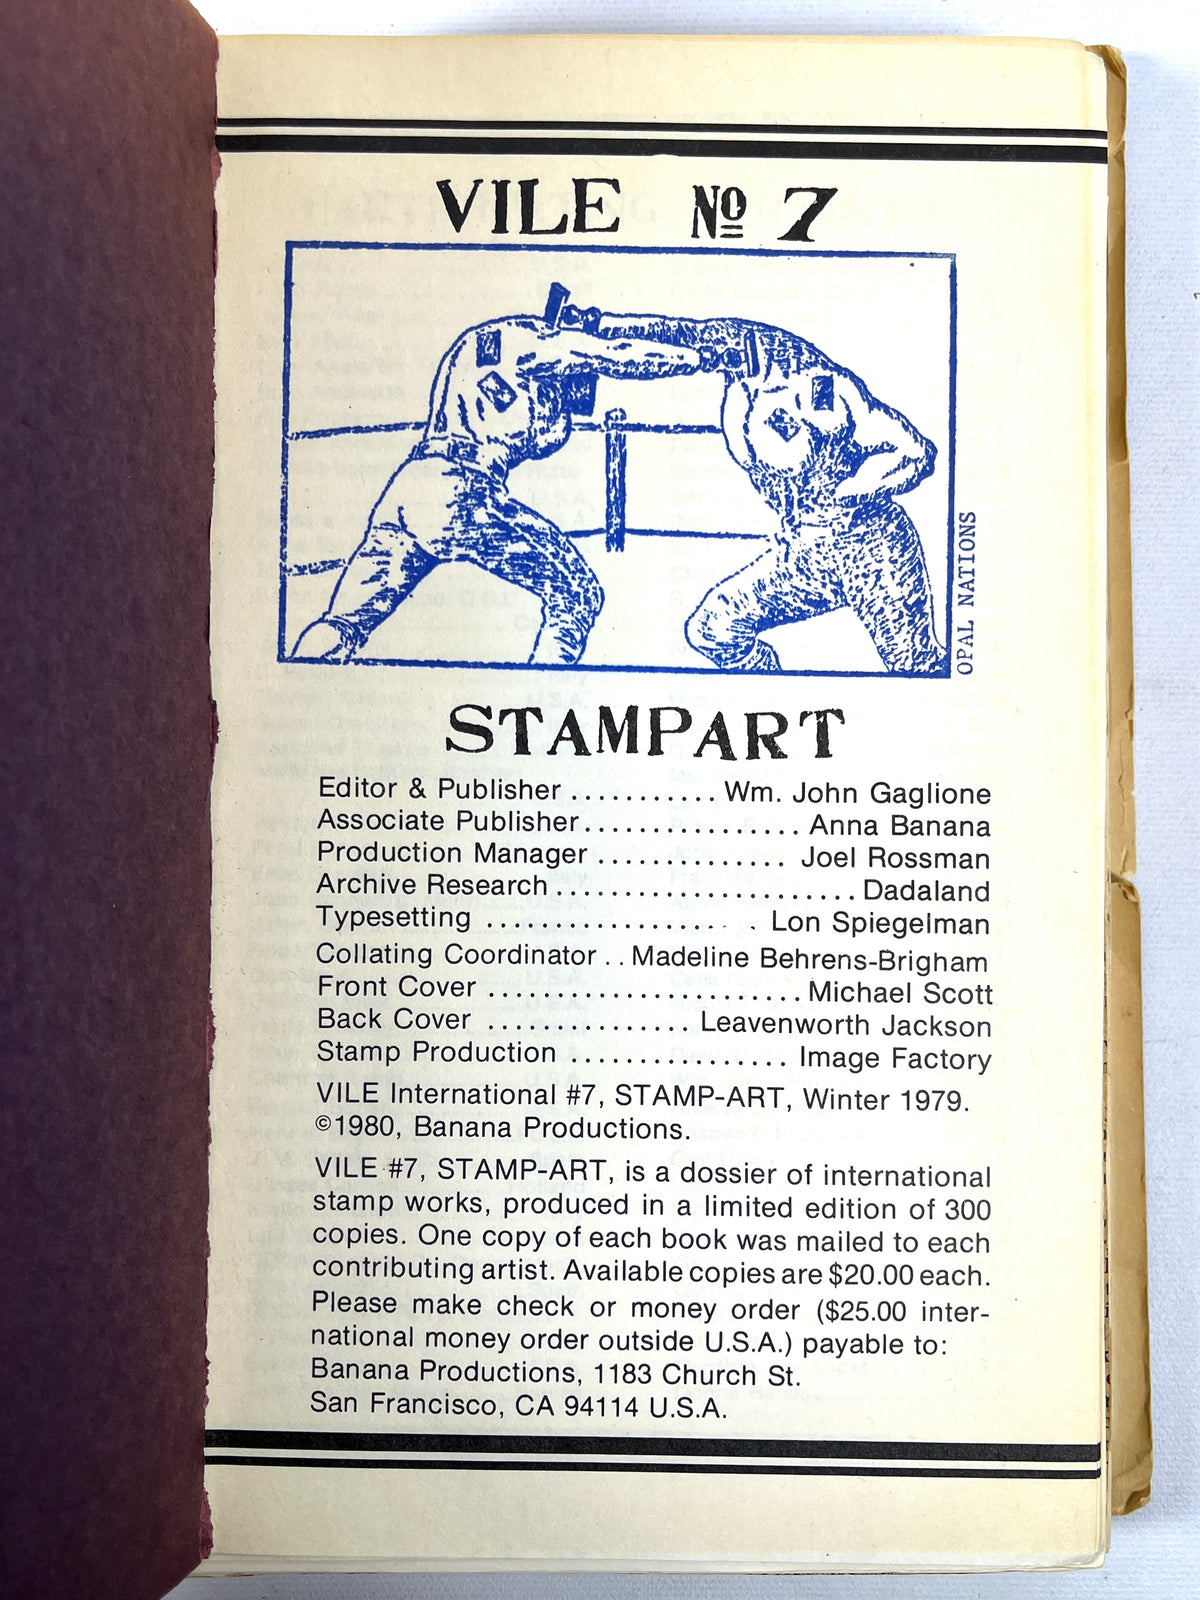 VILE Nº 7
OPAL NATIONS
STAMPART
Editor & Publisher ........... Wm. John Gaglione
Associate Publisher................. Anna Banana
Production Manager............... Joel Rossman
Archive Research ........................ Dadaland
Typesetting ..................... Lon Spiegelman
Collating Coordinator .. Madeline Behrens-Brigham
Front Cover ........................ Michael Scott
Back Cover ................ Leavenworth Jackson
Stamp Production ................. Image Factory
VILE International #7, STAMP-ART, Winter 1979.
©1980, Banana Productions.
VILE #7, STAMP-ART, is a dossier of international
stamp works, produced in a limited edition of 300
copies. One copy of each book was mailed to each
contributing artist. Available copies are $20.00 each.
Please make check or money order ($25.00 inter-
national money order outside U.S.A.) payable to:
Banana Productions, 1183 Church St.
San Francisco, CA 94114 U.S.A.